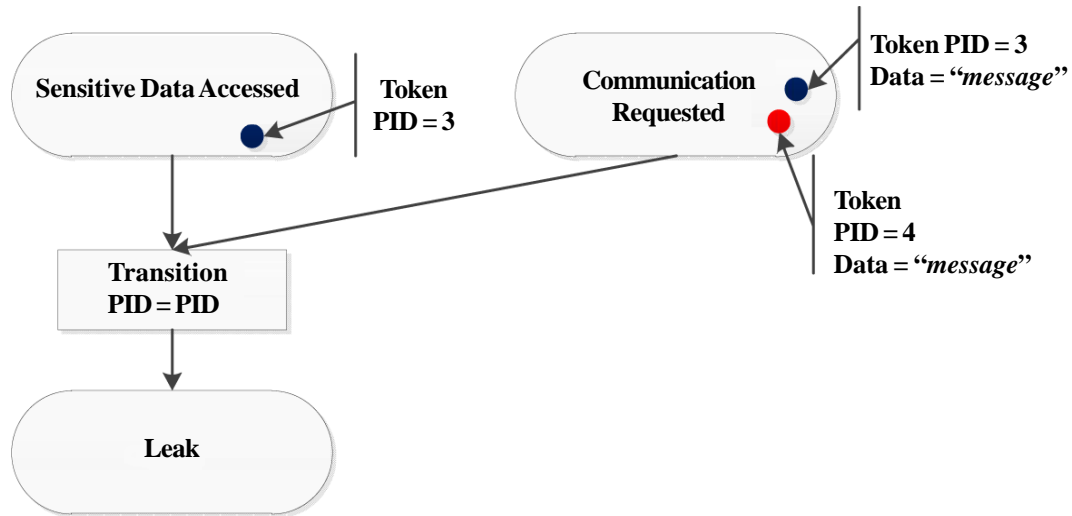 Sensitive Data Accessed
Token
PID = 3
Communication
Requested
Token PID = 3
Data = “message”
Token
PID = 4
Data = “message”
Transition
PID = PID
Leak